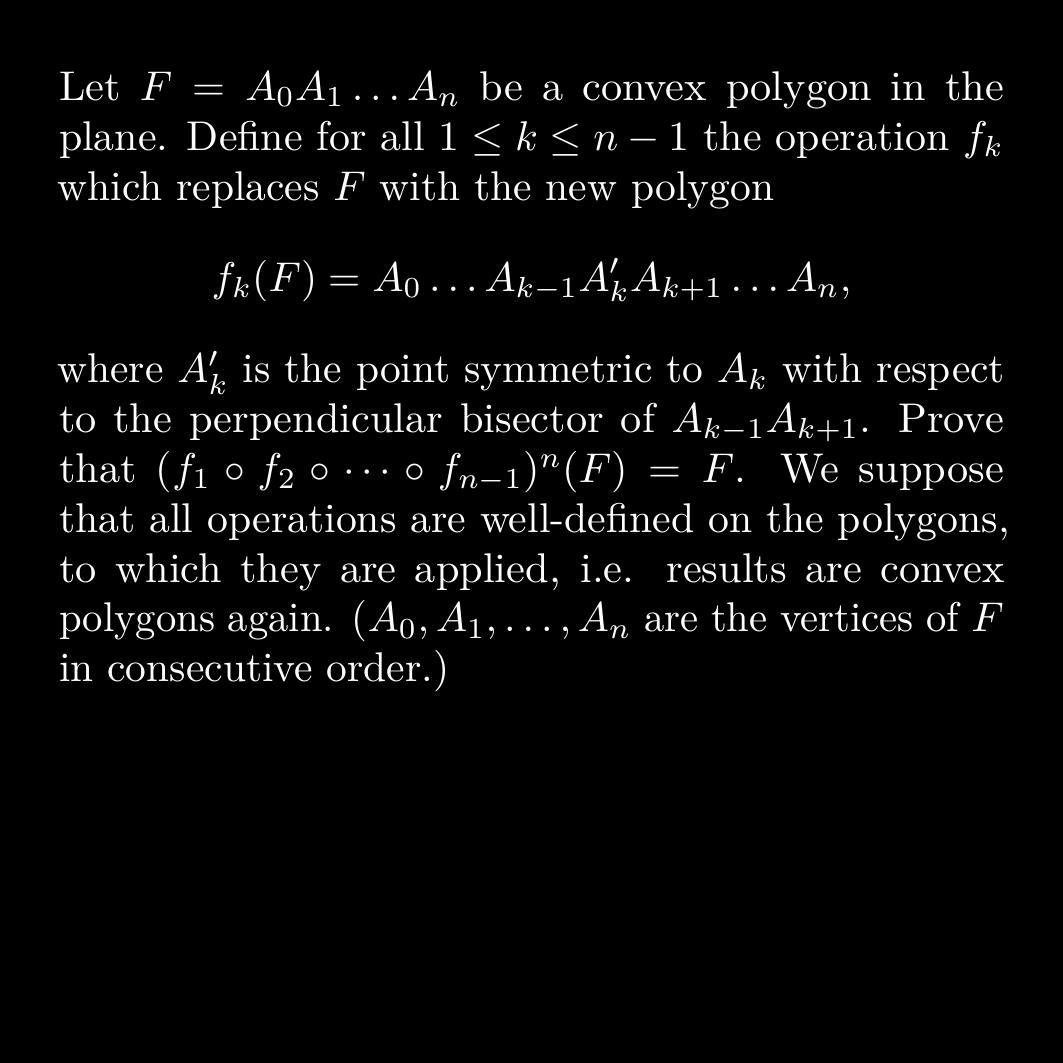 Let $F = A_0A_1 \dots A_n$ be a convex polygon in the
plane. Define for all $1 \leq k \leq n - 1$ the operation $f_k$
which replaces $F$ with the new polygon
$f_k(F) = A_0 \dots A_{k-1}A'_kA_{k+1} \dots A_n,$
where $A'_k$ is the point symmetric to $A_k$ with respect
to the perpendicular bisector of $A_{k-1}A_{k+1}$. Prove
that $(f_1 \circ f_2 \circ \cdots \circ f_{n-1})^n(F) = F$. We suppose
that all operations are well-defined on the polygons,
to which they are applied, i.e. results are convex
polygons again. ($A_0, A_1, \dots, A_n$ are the vertices of $F$
in consecutive order.)